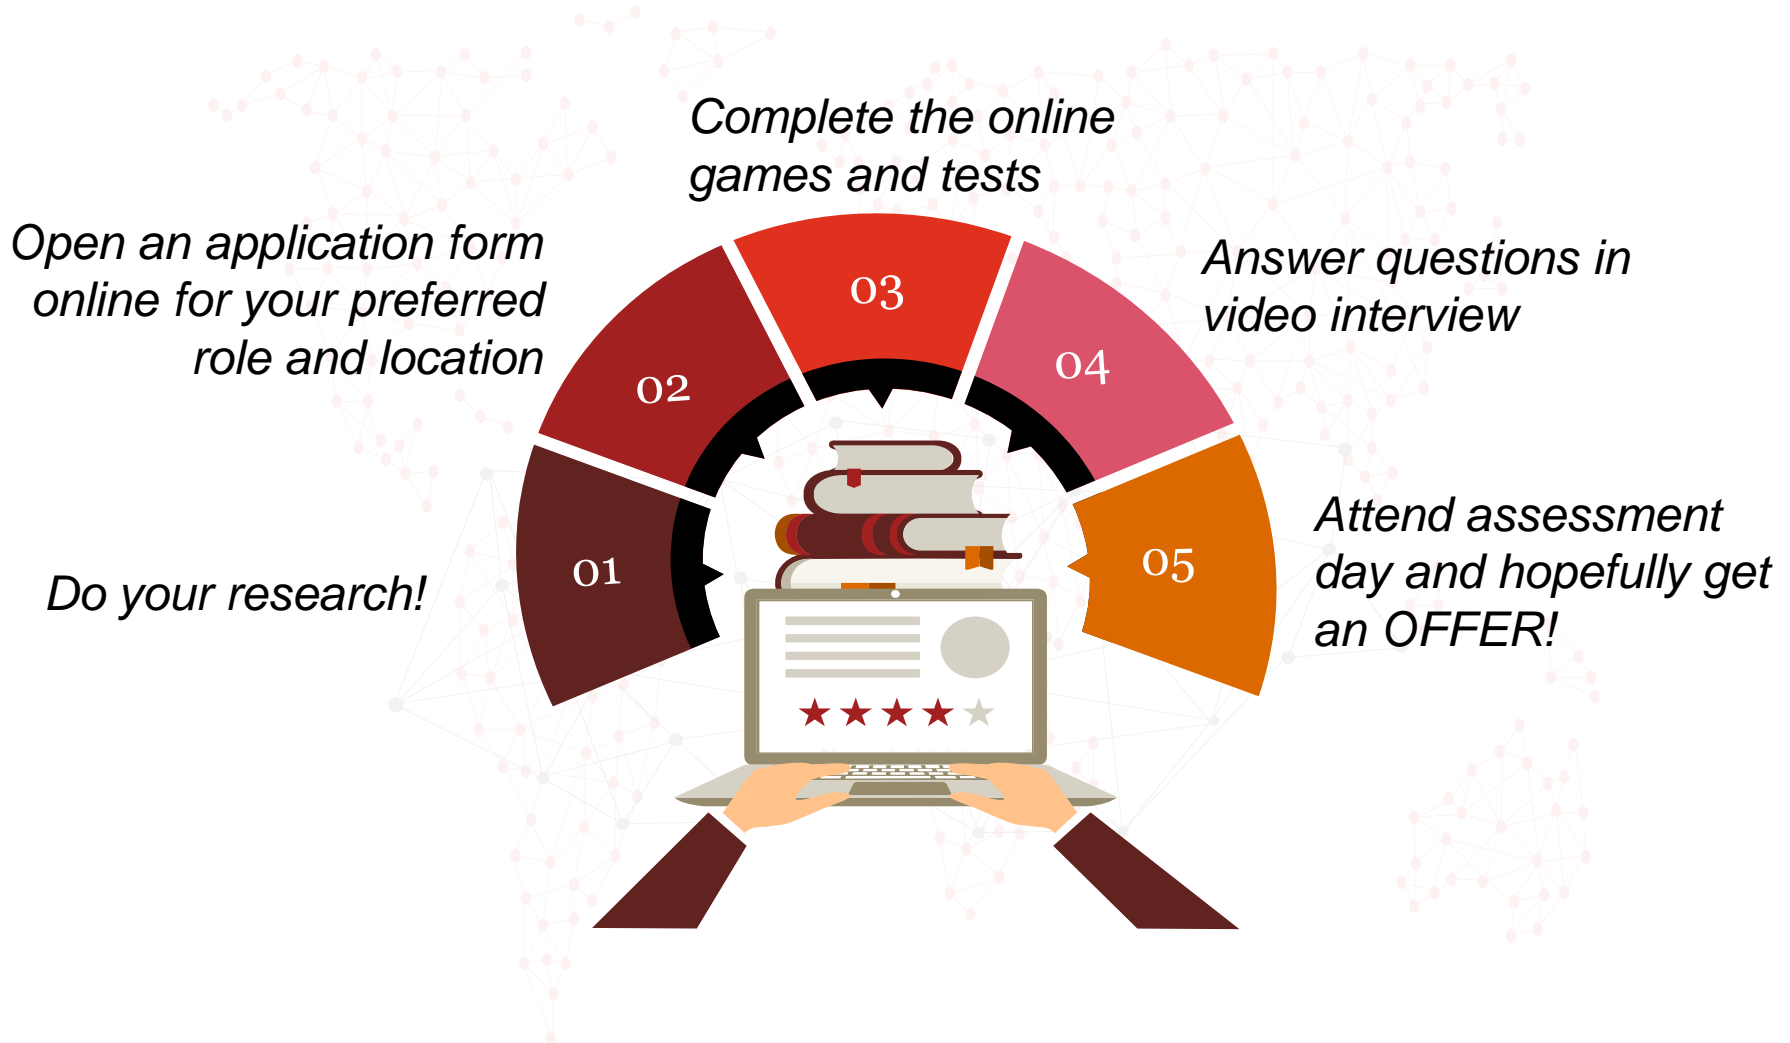 01
Do your research!
02
Open an application form
online for your preferred
role and location
03
Complete the online
games and tests
04
Answer questions in
video interview
05
Attend assessment
day and hopefully get
an OFFER!